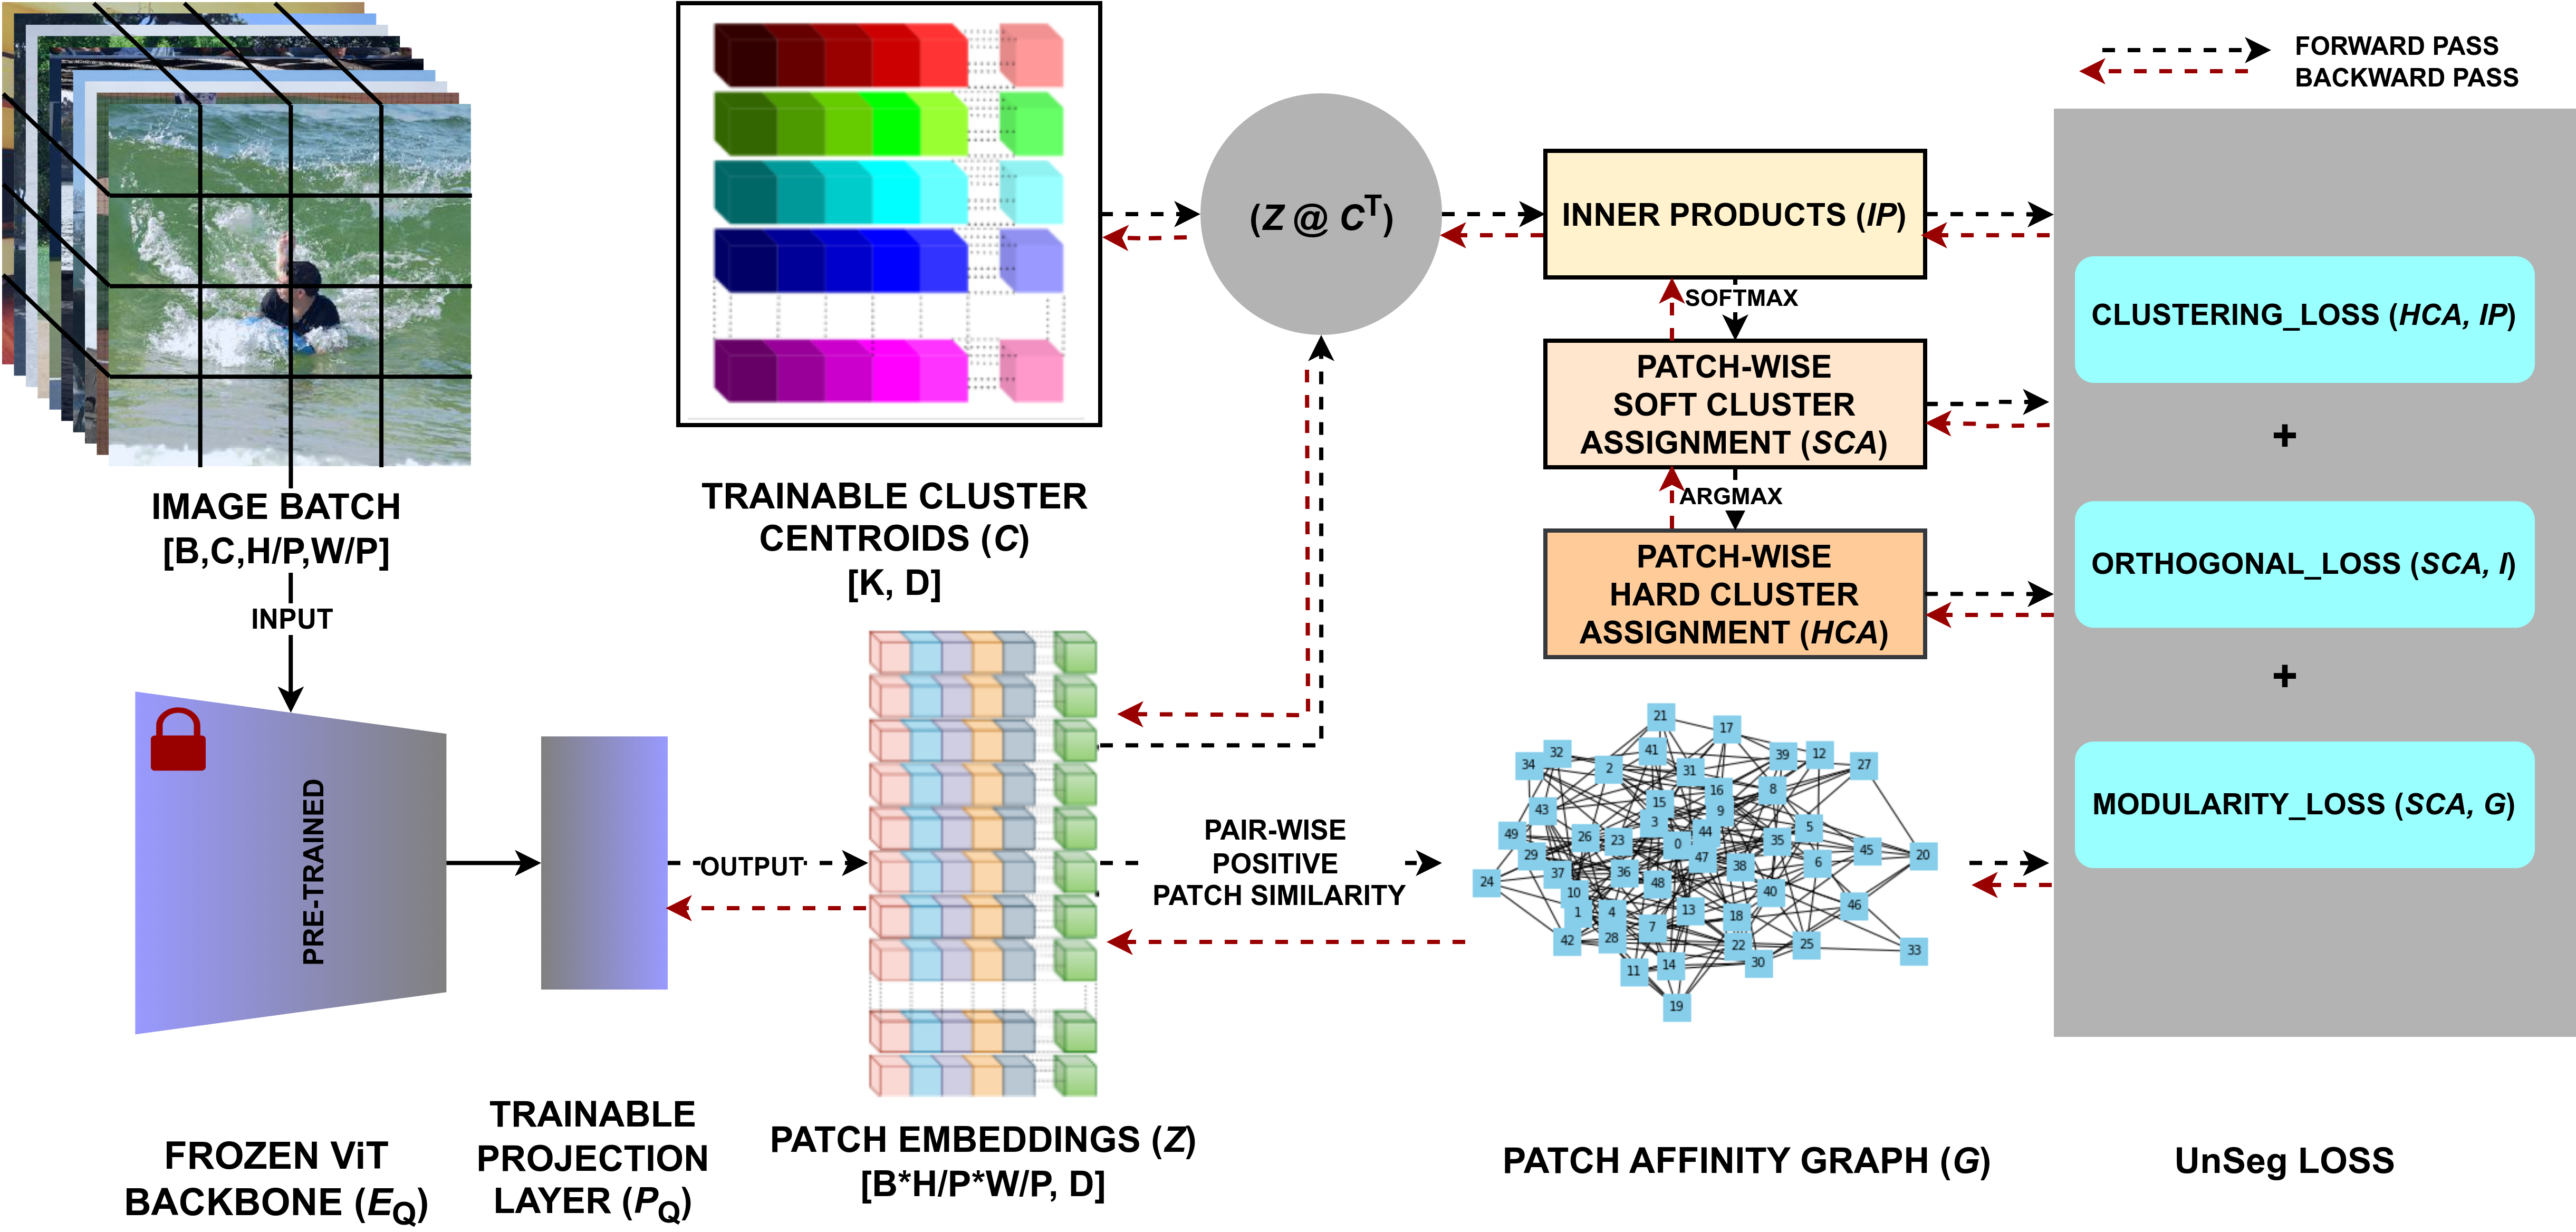 FORWARD PASS
BACKWARD PASS
(Z @ C^T)
INNER PRODUCTS (IP)
SOFTMAX
PATCH-WISE
SOFT CLUSTER
ASSIGNMENT (SCA)
ARGMAX
PATCH-WISE
HARD CLUSTER
ASSIGNMENT (HCA)
CLUSTERING_LOSS (HCA, IP)
+
ORTHOGONAL_LOSS (SCA, I)
+
MODULARITY_LOSS (SCA, G)
IMAGE BATCH
[B,C,H/P,W/P]
INPUT
TRAINABLE CLUSTER
CENTROIDS (C)
[K, D]
PRE-TRAINED
OUTPUT
PAIR-WISE
POSITIVE
PATCH SIMILARITY
21
17
32
41
39
12
34
2
31
27
16
8
43
15
9
3
49
26
23
44
5
35
0
29
47
45
20
38
6
37
36
24
48
10
40
1
4
13
18
46
7
42
28
22
25
33
11
14
30
19
FROZEN ViT
BACKBONE (E_Q)
TRAINABLE
PROJECTION
LAYER (P_Q)
PATCH EMBEDDINGS (Z)
[B*H/P*W/P, D]
PATCH AFFINITY GRAPH (G)
UnSeg LOSS